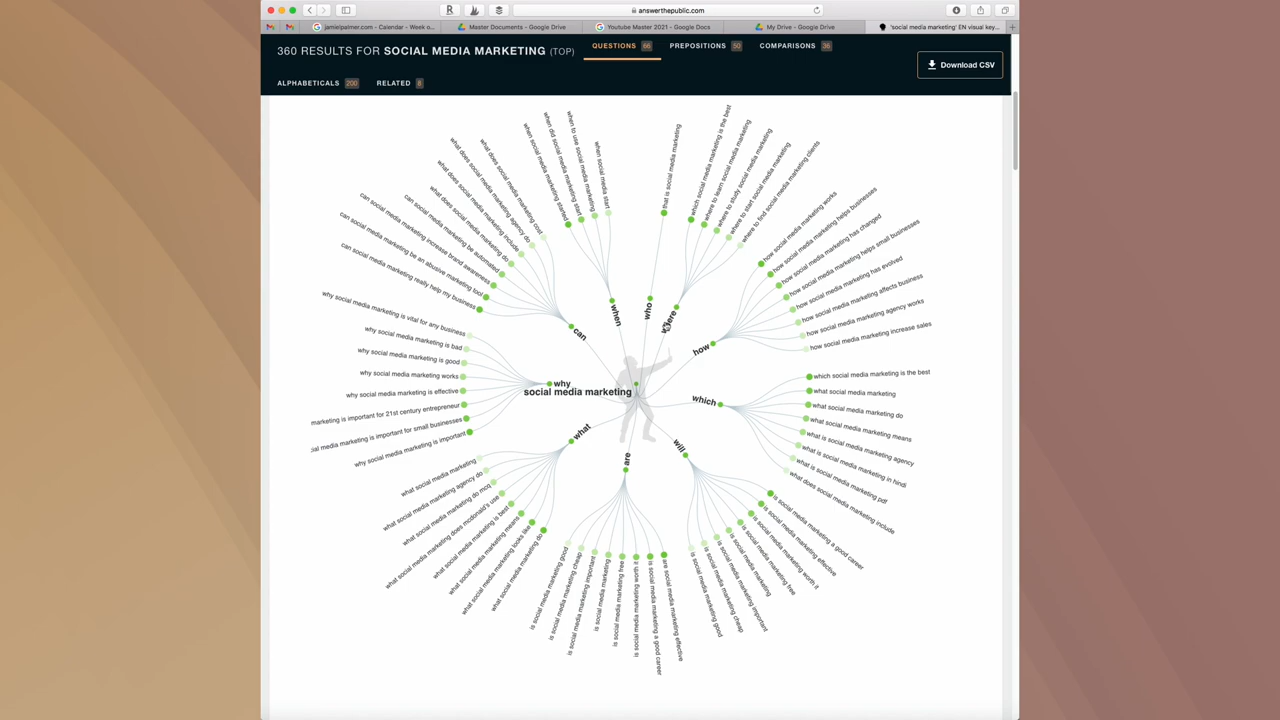 answerthepublic.com
jamielpalmer.com - Calendar - Week o...
Master Documents - Google Drive
Youtube Master 2021 - Google Docs
My Drive - Google Drive
'social media marketing' EN visual key...
360 RESULTS FOR SOCIAL MEDIA MARKETING (TOP)
QUESTIONS 66
PREPOSITIONS 50
COMPARISONS 36
Download CSV
ALPHABETICALS 200
RELATED 8
social media marketing
who
that is social media marketing
where
which social media marketing is the best
where to learn social media marketing
where to study social media marketing
where to start social media marketing
where to find social media marketing clients
how
how social media marketing works
how social media marketing helps businesses
how social media marketing has changed
how social media marketing helps small businesses
how social media marketing has evolved
how social media marketing affects business
how social media marketing agency works
how social media marketing increase sales
which
which social media marketing is the best
what social media marketing
what social media marketing do
what social media marketing means
what is social media marketing agency
what is social media marketing in hindi
what is social media marketing pdf
what does social media marketing include
will
is social media marketing a good career
is social media marketing effective
is social media marketing worth it
is social media marketing free
is social media marketing
is social media marketing important
is social media marketing cheap
is social media marketing good
are
are social media marketing effective
is social media marketing a good career
is social media marketing worth it
is social media marketing free
is social media marketing
is social media marketing important
is social media marketing cheap
is social media marketing good
what
what social media marketing do
what social media marketing looks like
what social media marketing means
what social media marketing is best
what social media marketing does mcdonald's use
what social media marketing do mcq
what social media marketing agency do
what social media marketing
why
why social media marketing is important
ial media marketing is important for small businesses
marketing is important for 21st century entrepreneur
why social media marketing is effective
why social media marketing works
why social media marketing is good
why social media marketing is bad
why social media marketing is vital for any business
can
can social media marketing really help my business
can social media marketing be an abusive marketing tool
can social media marketing increase brand awareness
can social media marketing be automated
what does social media marketing do
what does social media marketing include
what does social media marketing agency do
what does social media marketing cost
when
when social media marketing started
when did social media marketing start
when to use social media marketing
when social media start